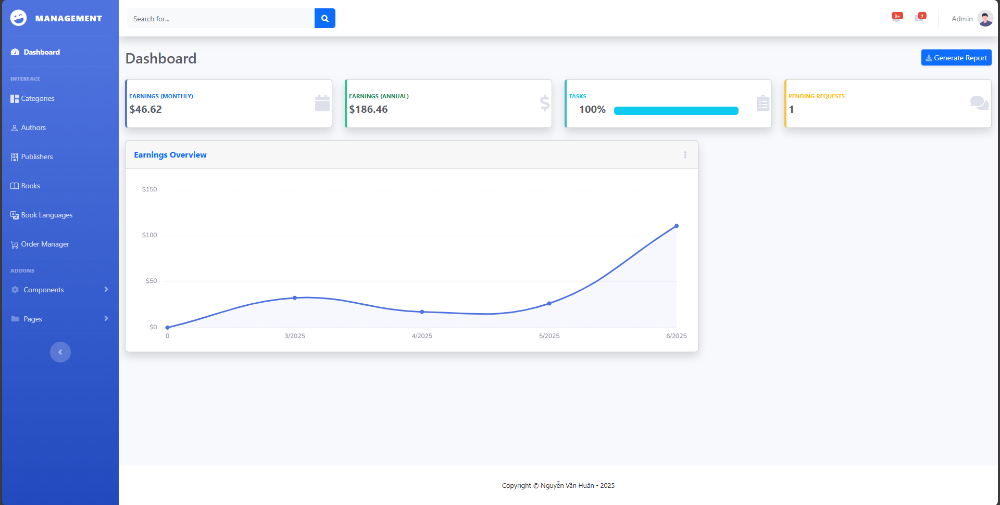 MANAGEMENT
Search for...
3+
7
Admin
Dashboard
INTERFACE
Categories
Authors
Publishers
Books
Book Languages
Order Manager
ADDONS
Components
Pages
Dashboard
Generate Report
EARNINGS (MONTHLY)
$46.62
EARNINGS (ANNUAL)
$186.46
TASKS
100%
PENDING REQUESTS
1
Earnings Overview
$150
$100
$50
$0
0 3/2025 4/2025 5/2025 6/2025
Copyright © Nguyễn Văn Huân - 2025